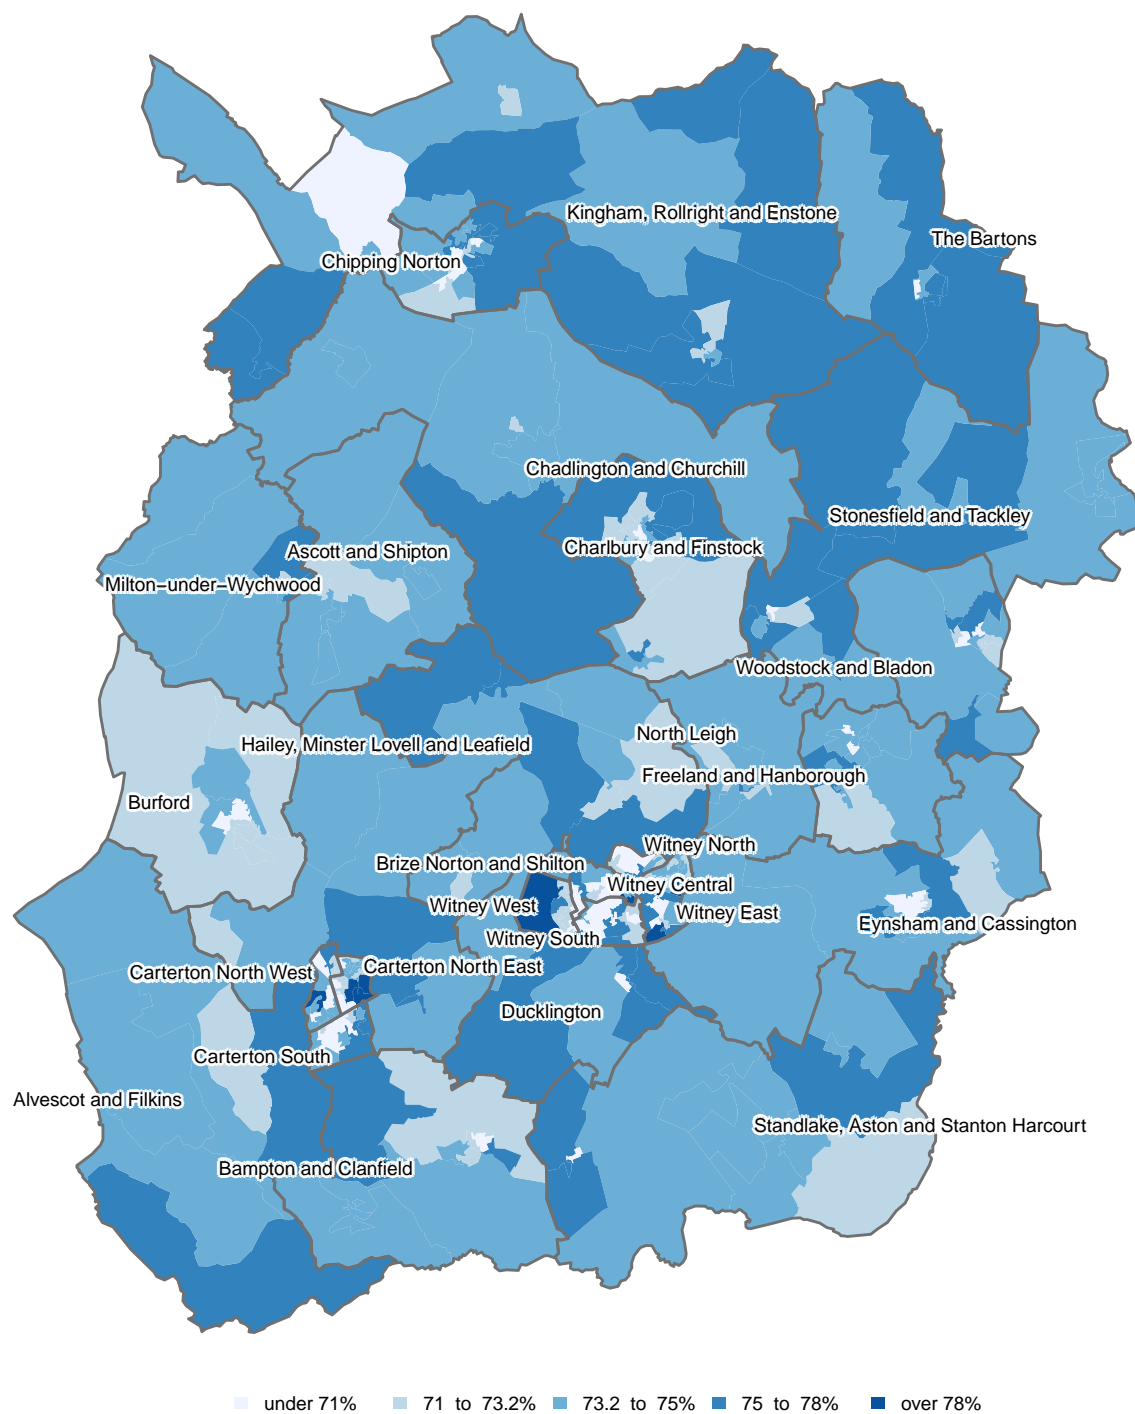 Kingham, Rollright and Enstone
The Bartons
Chipping Norton
Chadlington and Churchill
Stonesfield and Tackley
Charlbury and Finstock
Ascott and Shipton
Milton−under−Wychwood
Woodstock and Bladon
North Leigh
Hailey, Minster Lovell and Leafield
Freeland and Hanborough
Burford
Witney North
Brize Norton and Shilton
Witney Central
Witney West
Witney East
Eynsham and Cassington
Witney South
Carterton North East
Carterton North West
Ducklington
Carterton South
Alvescot and Filkins
Standlake, Aston and Stanton Harcourt
Bampton and Clanfield
under 71% 71 to 73.2% 73.2 to 75% 75 to 78% over 78%